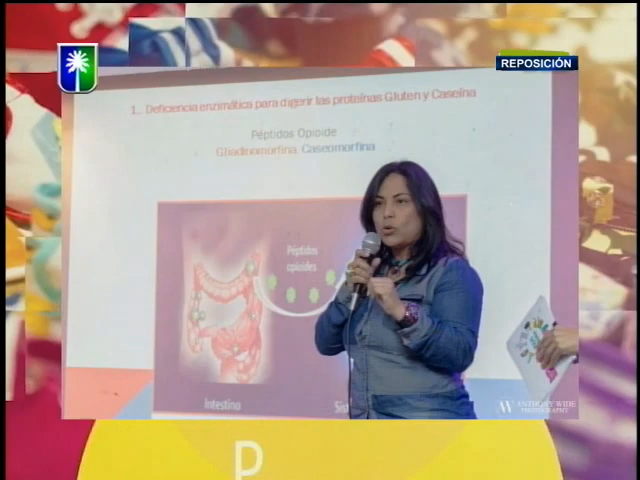 REPOSICIÓN
1.. Deficiencia enzimática para digerir las proteínas Gluten y Caseína
Péptidos Opioide
Gliadinomorfina, Caseomorfina
Péptidos
opioides
Intestino
Sis
ANTHONY WIDE
PHOTOGRAPHY
P